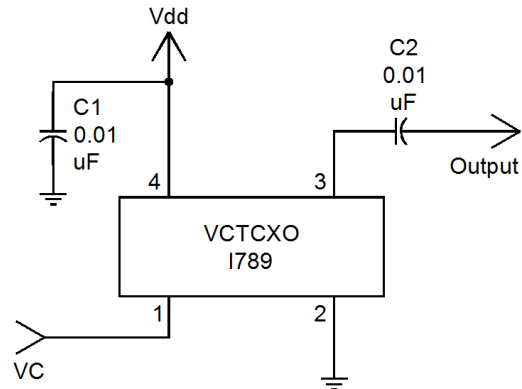 Vdd
C1
0.01
uF
C2
0.01
uF
Output
4
3
VCTCXO
I789
1
2
VC